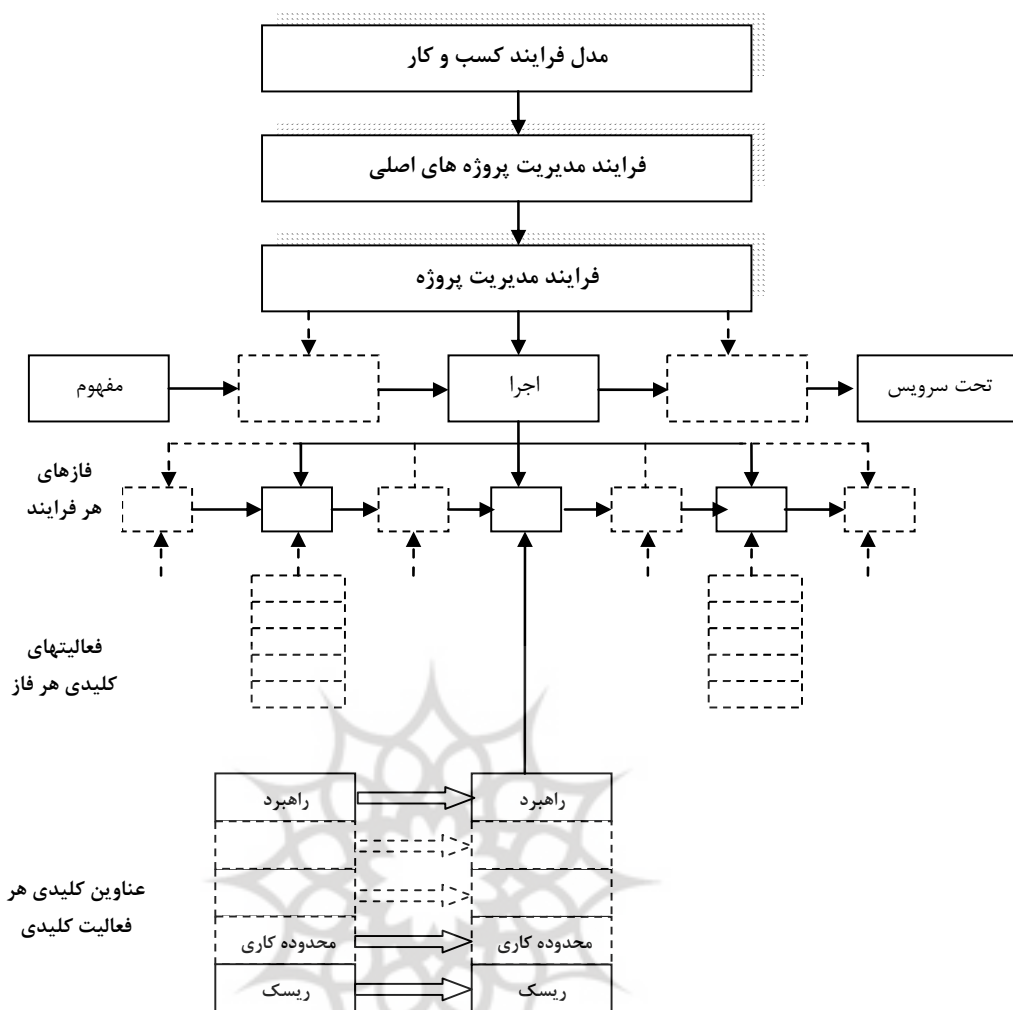 مدل فرایند کسب و کار
فرایند مدیریت پروژه های اصلی
فرایند مدیریت پروژه
مفهوم
اجرا
تحت سرویس
فازهای
هر فرایند
فعالیتهای
کلیدی هر فاز
راهبرد
راهبرد
عناوین کلیدی هر
فعالیت کلیدی
محدوده کاری
محدوده کاری
ریسک
ریسک